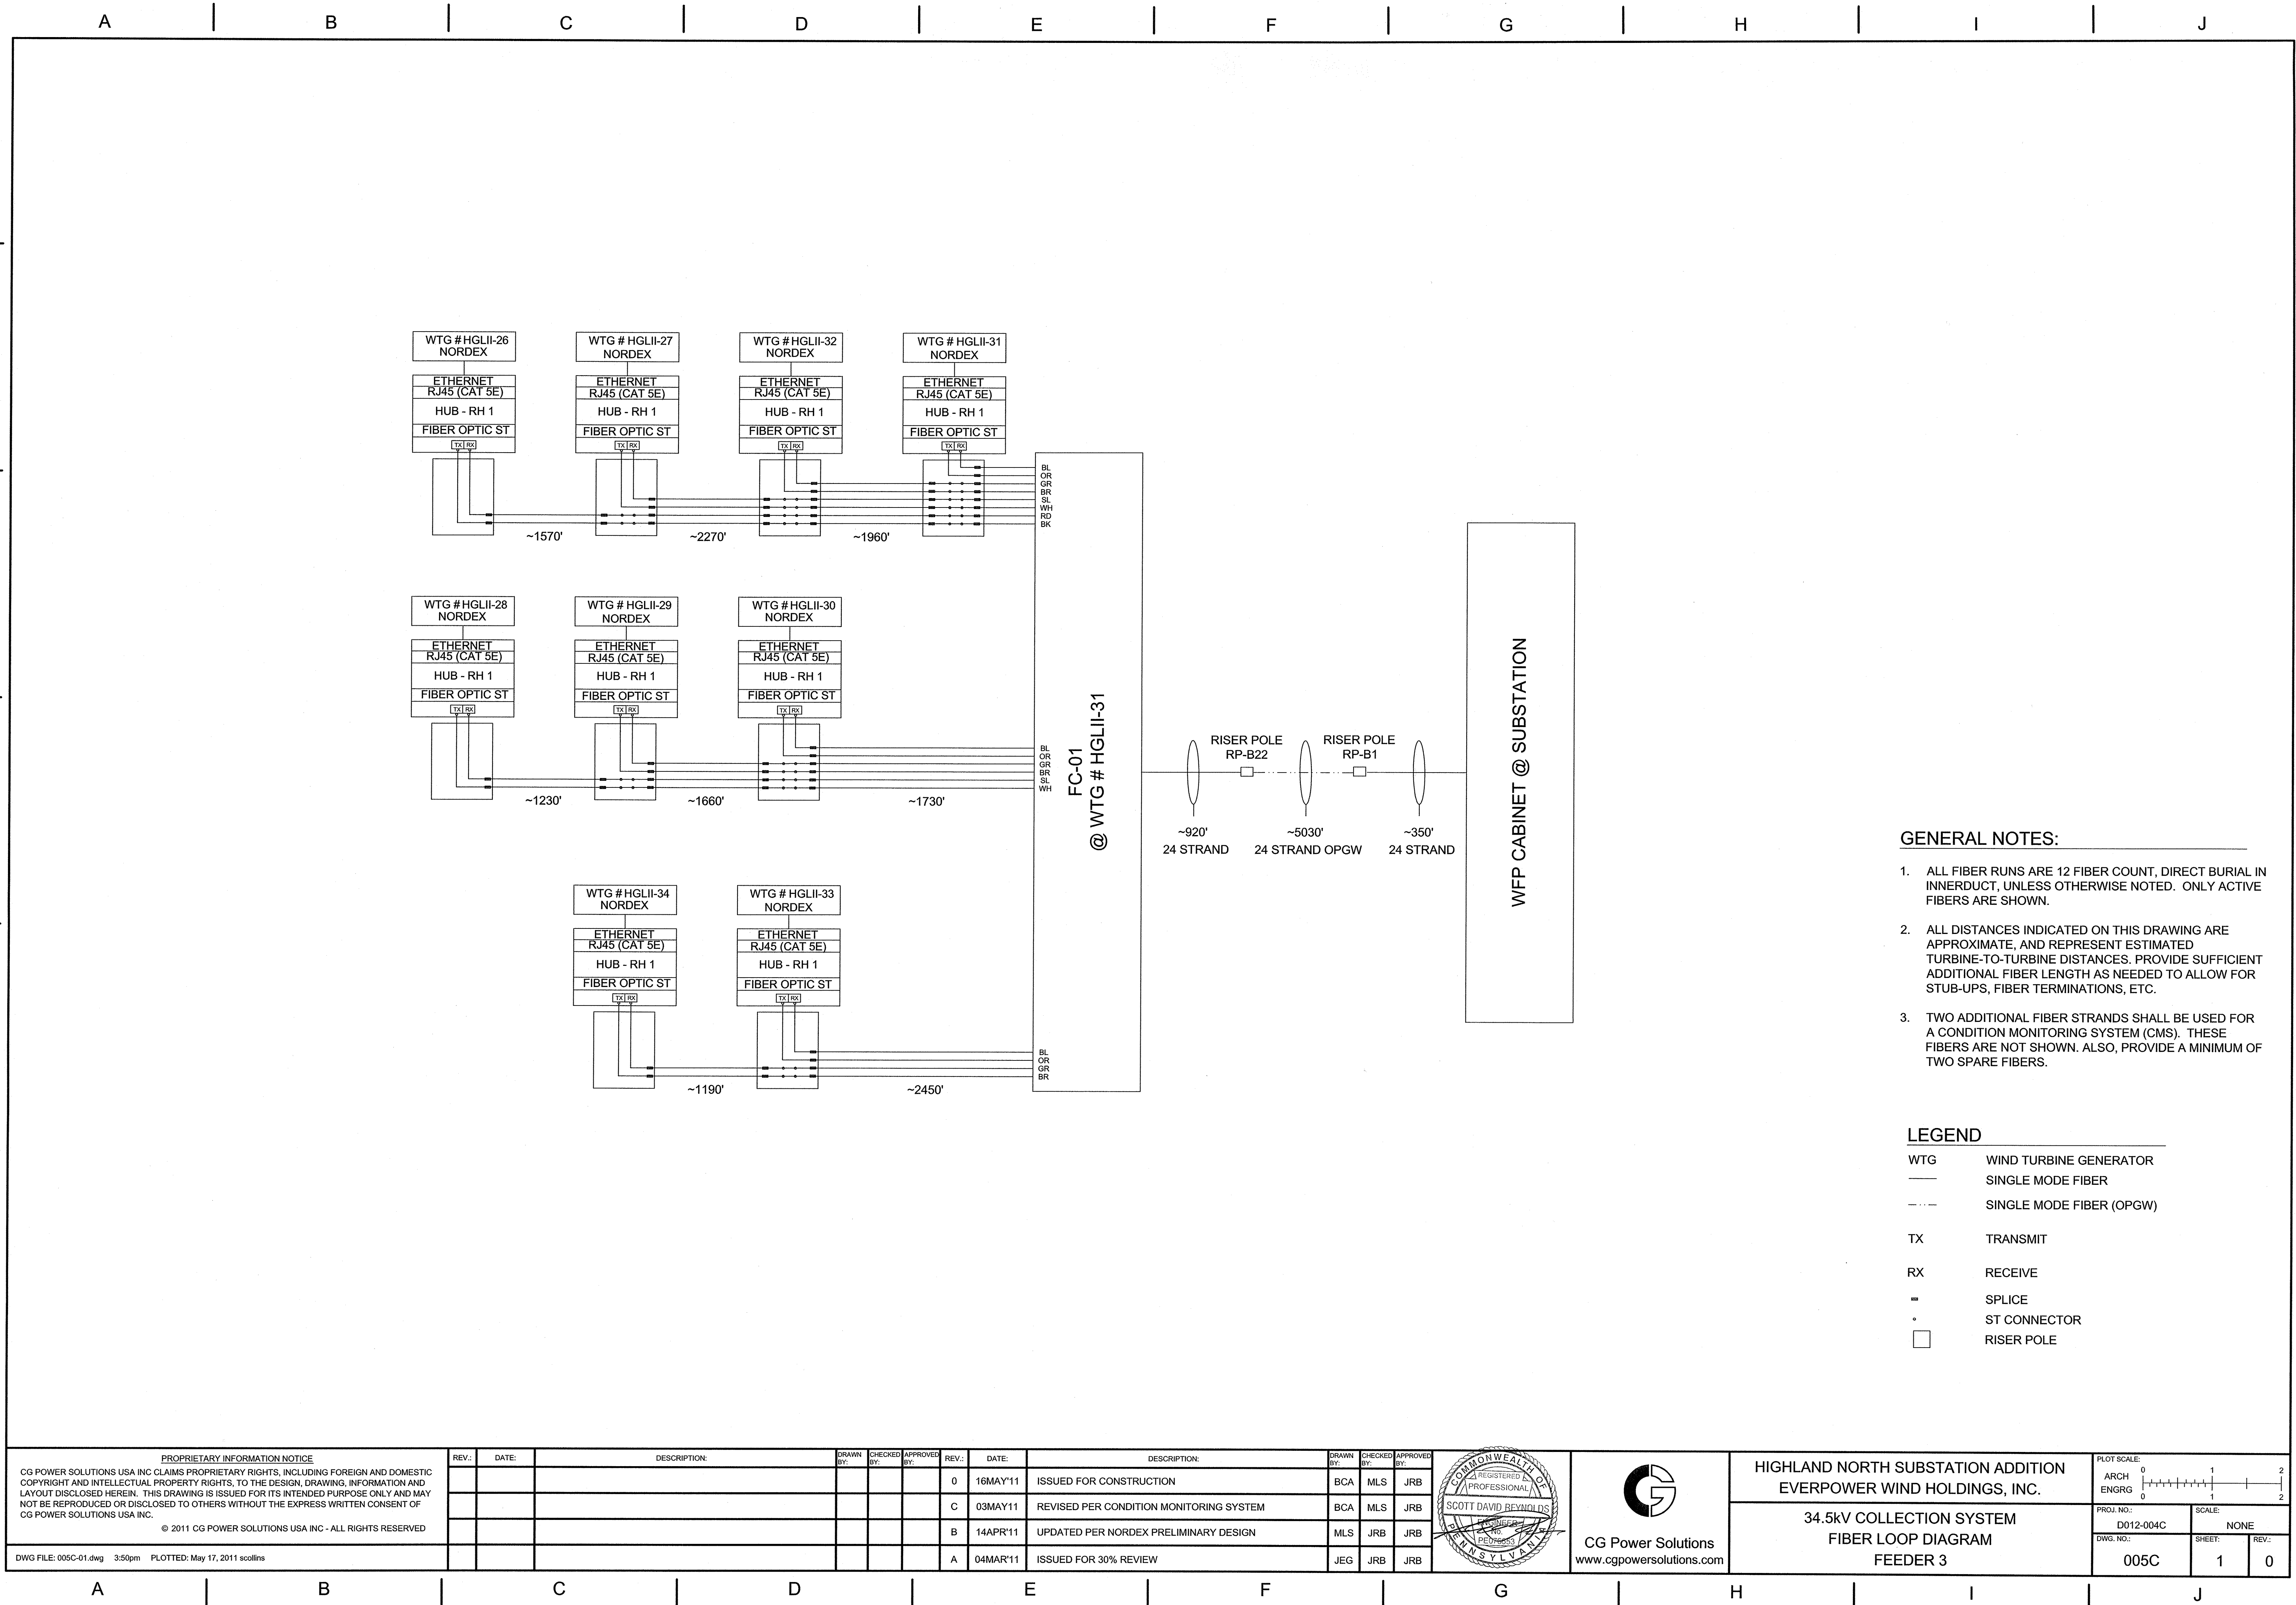 A B C D E F G H I J
WTG # HGLII-26
NORDEX
ETHERNET
RJ45 (CAT 5E)
HUB - RH 1
FIBER OPTIC ST
TX RX
WTG # HGLII-27
NORDEX
ETHERNET
RJ45 (CAT 5E)
HUB - RH 1
FIBER OPTIC ST
TX RX
WTG # HGLII-32
NORDEX
ETHERNET
RJ45 (CAT 5E)
HUB - RH 1
FIBER OPTIC ST
TX RX
WTG # HGLII-31
NORDEX
ETHERNET
RJ45 (CAT 5E)
HUB - RH 1
FIBER OPTIC ST
TX RX
BL
OR
GR
BR
SL
WH
RD
BK
~1570'
~2270'
~1960'
WTG # HGLII-28
NORDEX
ETHERNET
RJ45 (CAT 5E)
HUB - RH 1
FIBER OPTIC ST
TX RX
WTG # HGLII-29
NORDEX
ETHERNET
RJ45 (CAT 5E)
HUB - RH 1
FIBER OPTIC ST
TX RX
WTG # HGLII-30
NORDEX
ETHERNET
RJ45 (CAT 5E)
HUB - RH 1
FIBER OPTIC ST
TX RX
BL
OR
GR
BR
SL
WH
~1230'
~1660'
~1730'
WTG # HGLII-34
NORDEX
ETHERNET
RJ45 (CAT 5E)
HUB - RH 1
FIBER OPTIC ST
TX RX
WTG # HGLII-33
NORDEX
ETHERNET
RJ45 (CAT 5E)
HUB - RH 1
FIBER OPTIC ST
TX RX
BL
OR
GR
BR
~1190'
~2450'
FC-01
@ WTG # HGLII-31
RISER POLE
RP-B22
RISER POLE
RP-B1
~920'
24 STRAND
~5030'
24 STRAND OPGW
~350'
24 STRAND
WFP CABINET @ SUBSTATION
GENERAL NOTES:
1. ALL FIBER RUNS ARE 12 FIBER COUNT, DIRECT BURIAL IN
INNERDUCT, UNLESS OTHERWISE NOTED. ONLY ACTIVE
FIBERS ARE SHOWN.
2. ALL DISTANCES INDICATED ON THIS DRAWING ARE
APPROXIMATE, AND REPRESENT ESTIMATED
TURBINE-TO-TURBINE DISTANCES. PROVIDE SUFFICIENT
ADDITIONAL FIBER LENGTH AS NEEDED TO ALLOW FOR
STUB-UPS, FIBER TERMINATIONS, ETC.
3. TWO ADDITIONAL FIBER STRANDS SHALL BE USED FOR
A CONDITION MONITORING SYSTEM (CMS). THESE
FIBERS ARE NOT SHOWN. ALSO, PROVIDE A MINIMUM OF
TWO SPARE FIBERS.
LEGEND
WTG WIND TURBINE GENERATOR
SINGLE MODE FIBER
SINGLE MODE FIBER (OPGW)
TX TRANSMIT
RX RECEIVE
SPLICE
ST CONNECTOR
RISER POLE
PROPRIETARY INFORMATION NOTICE
CG POWER SOLUTIONS USA INC CLAIMS PROPRIETARY RIGHTS, INCLUDING FOREIGN AND DOMESTIC
COPYRIGHT AND INTELLECTUAL PROPERTY RIGHTS, TO THE DESIGN, DRAWING, INFORMATION AND
LAYOUT DISCLOSED HEREIN. THIS DRAWING IS ISSUED FOR ITS INTENDED PURPOSE ONLY AND MAY
NOT BE REPRODUCED OR DISCLOSED TO OTHERS WITHOUT THE EXPRESS WRITTEN CONSENT OF
CG POWER SOLUTIONS USA INC.
© 2011 CG POWER SOLUTIONS USA INC - ALL RIGHTS RESERVED
DWG FILE: 005C-01.dwg 3:50pm PLOTTED: May 17, 2011 scollins
REV.: DATE: DESCRIPTION: DRAWN BY: CHECKED BY: APPROVED BY:
REV.: DATE: DESCRIPTION: DRAWN BY: CHECKED BY: APPROVED BY:
0 16MAY'11 ISSUED FOR CONSTRUCTION BCA MLS JRB
C 03MAY11 REVISED PER CONDITION MONITORING SYSTEM BCA MLS JRB
B 14APR'11 UPDATED PER NORDEX PRELIMINARY DESIGN MLS JRB JRB
A 04MAR'11 ISSUED FOR 30% REVIEW JEG JRB JRB
COMMONWEALTH OF
REGISTERED
PROFESSIONAL
SCOTT DAVID REYNOLDS
ENGINEER
No.
PENNSYLVANIA
CG Power Solutions
www.cgpowersolutions.com
HIGHLAND NORTH SUBSTATION ADDITION
EVERPOWER WIND HOLDINGS, INC.
34.5kV COLLECTION SYSTEM
FIBER LOOP DIAGRAM
FEEDER 3
PLOT SCALE:
ARCH 0 1 2
ENGRG 0 1 2
PROJ. NO.: D012-004C
SCALE: NONE
DWG. NO.: 005C
SHEET: 1
REV.: 0
A B C D E F G H I J